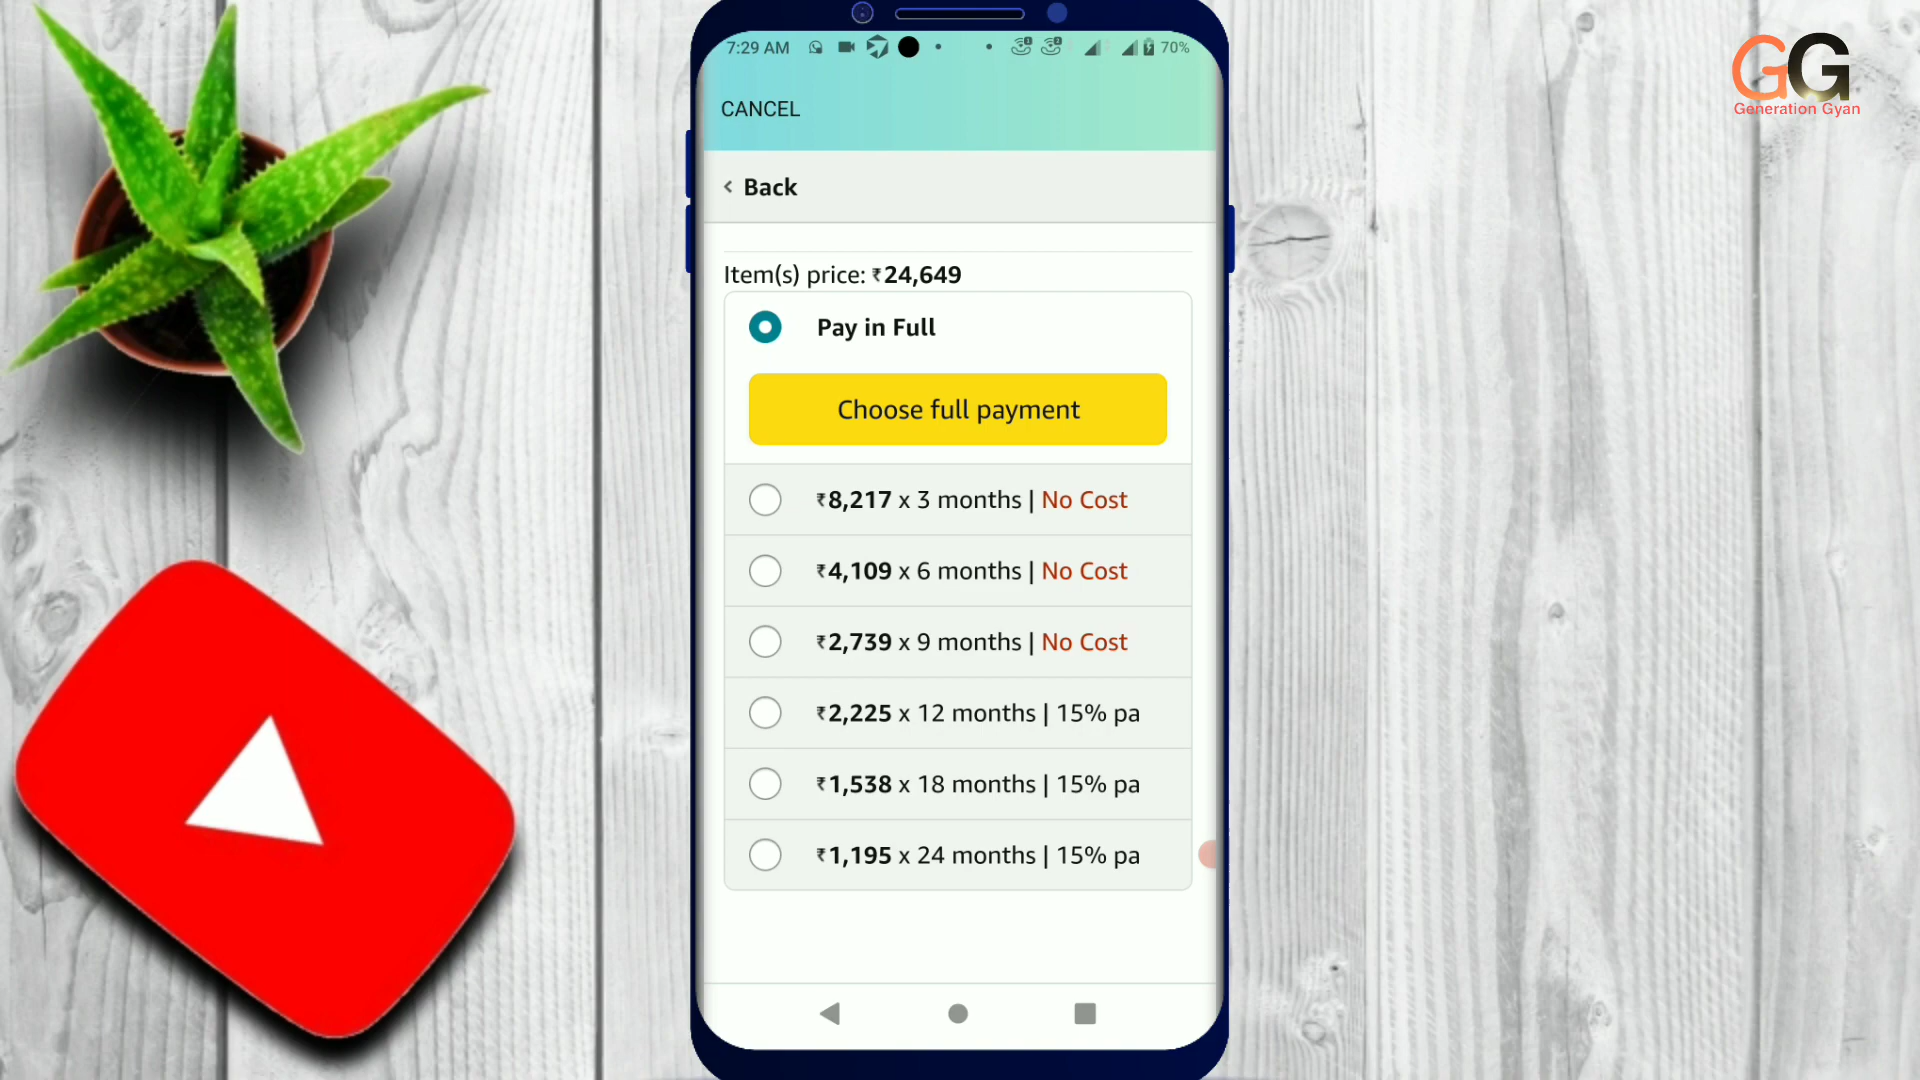 7:29 AM
70%
GG
Generation Gyan
CANCEL
‹ Back
Item(s) price: ₹24,649
Pay in Full
Choose full payment
₹8,217 x 3 months | No Cost
₹4,109 x 6 months | No Cost
₹2,739 x 9 months | No Cost
₹2,225 x 12 months | 15% pa
₹1,538 x 18 months | 15% pa
₹1,195 x 24 months | 15% pa